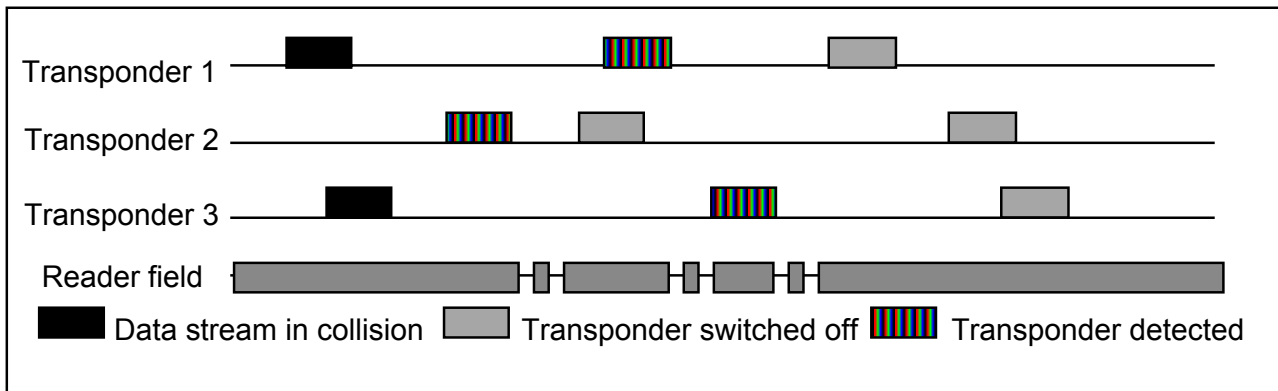 Transponder 1
Transponder 2
Transponder 3
Reader field
Data stream in collision Transponder switched off Transponder detected